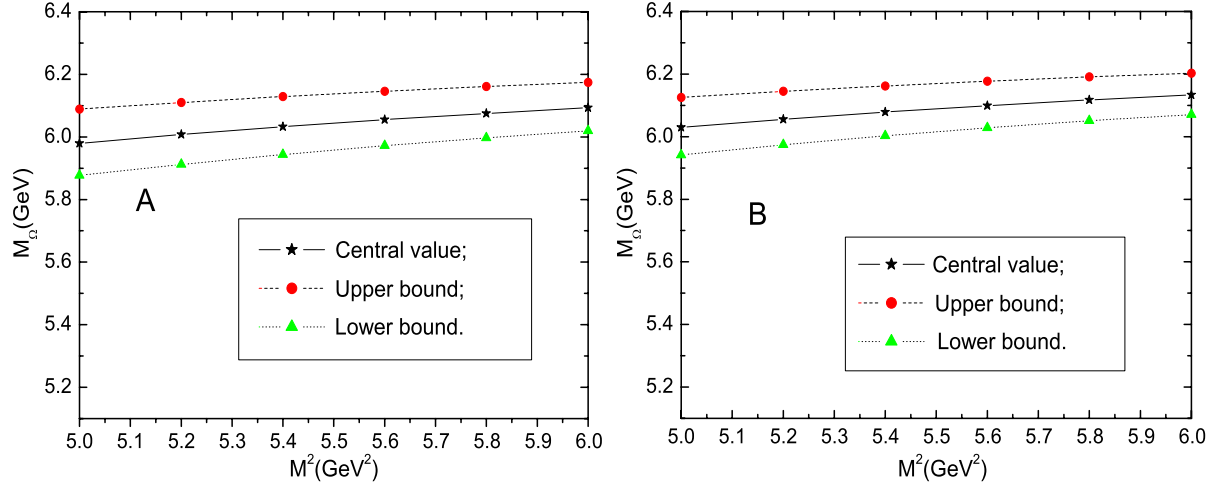 6.4
6.2
6.0
5.8
5.6
5.4
5.2
M_Ω(GeV)
A
Central value;
Upper bound;
Lower bound.
5.0 5.1 5.2 5.3 5.4 5.5 5.6 5.7 5.8 5.9 6.0
M²(GeV²)
6.4
6.2
6.0
5.8
5.6
5.4
5.2
M_Ω(GeV)
B
Central value;
Upper bound;
Lower bound.
5.0 5.1 5.2 5.3 5.4 5.5 5.6 5.7 5.8 5.9 6.0
M²(GeV²)